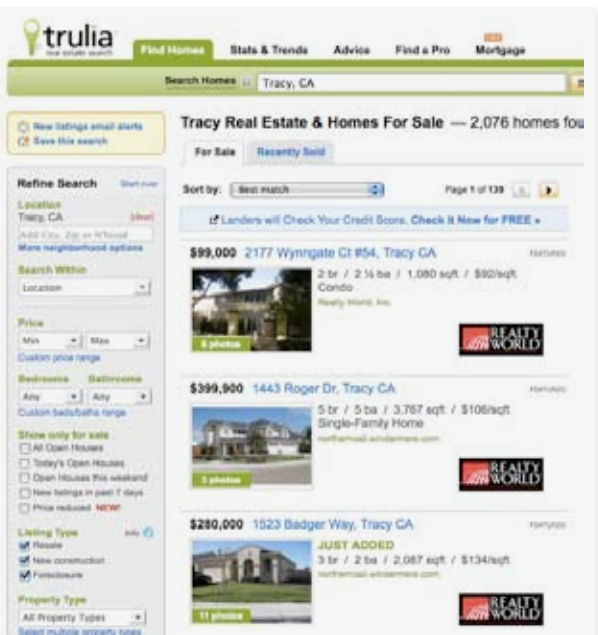 trulia
real estate search
Find Homes
Stats & Trends
Advice
Find a Pro
Mortgage
Search Homes
Tracy, CA
New listings email alerts
Save this search
Tracy Real Estate & Homes For Sale — 2,076 homes fou
For Sale
Recently Sold
Refine Search
Start over
Location
Tracy, CA
[clear]
Add City, Zip or N'hood
More neighborhood options
Search Within
Location
Price
Min
Max
Custom price range
Bedrooms
Bathrooms
Any
Any
Custom beds/baths range
Show only for sale
All Open Houses
Today's Open Houses
Open Houses this weekend
New listings in past 7 days
Price reduced NEW!
Listing Type
Info
Resale
New construction
Foreclosure
Property Type
All Property Types
Select multiple property types
Sort by:
Best match
Page 1 of 139
Lenders will Check Your Credit Score. Check It Now for FREE »
$99,000 2177 Wynngate Ct #54, Tracy CA
FEATURED
2 br / 2 ½ ba / 1,080 sqft / $92/sqft
Condo
Realty World, Inc.
6 photos
REALTY
WORLD
$399,900 1443 Roger Dr, Tracy CA
FEATURED
5 br / 5 ba / 3,767 sqft / $106/sqft
Single-Family Home
5 photos
REALTY
WORLD
$280,000 1523 Badger Way, Tracy CA
FEATURED
JUST ADDED
3 br / 2 ba / 2,087 sqft / $134/sqft
11 photos
REALTY
WORLD